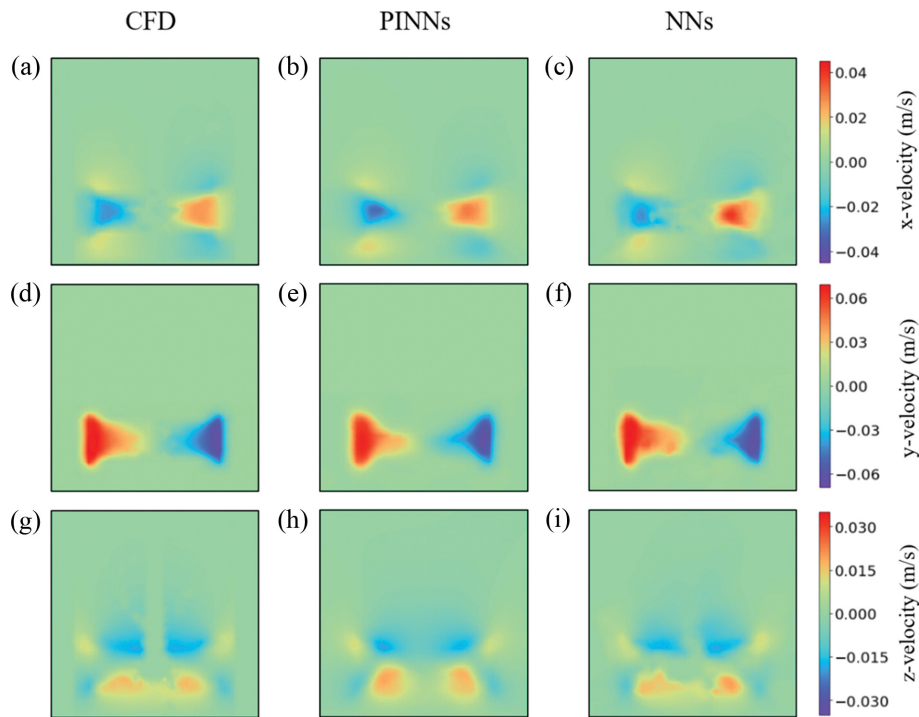 CFD PINNs NNs
(a) (b) (c)
0.04
0.02
0.00
−0.02
−0.04
x-velocity (m/s)
(d) (e) (f)
0.06
0.03
0.00
−0.03
−0.06
y-velocity (m/s)
(g) (h) (i)
0.030
0.015
0.000
−0.015
−0.030
z-velocity (m/s)